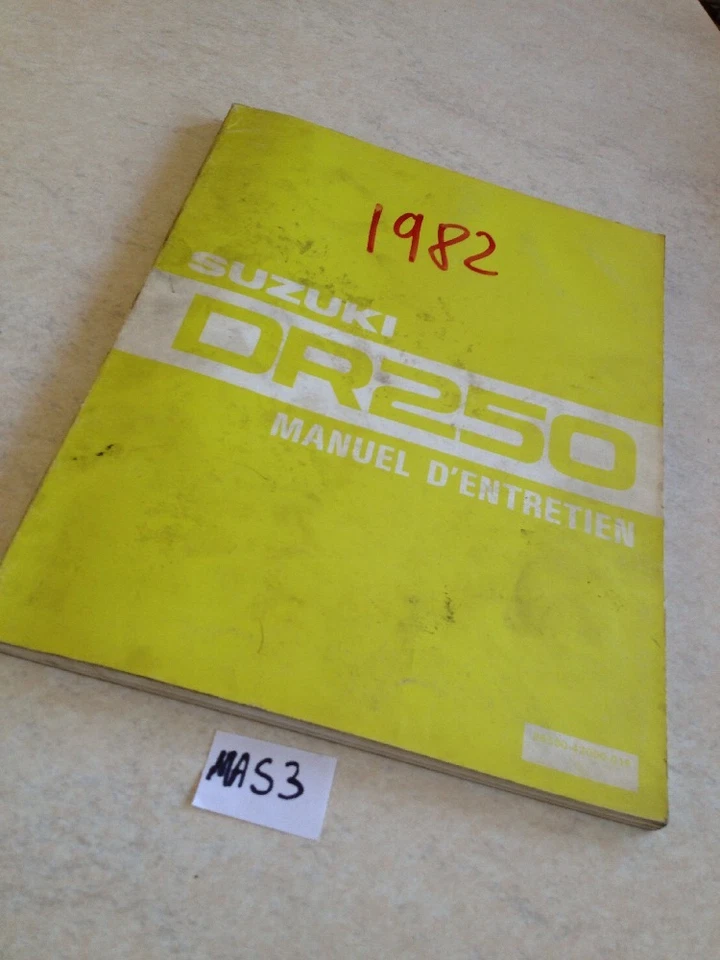 1982
SUZUKI
DR250
MANUEL D'ENTRETIEN
MAS3